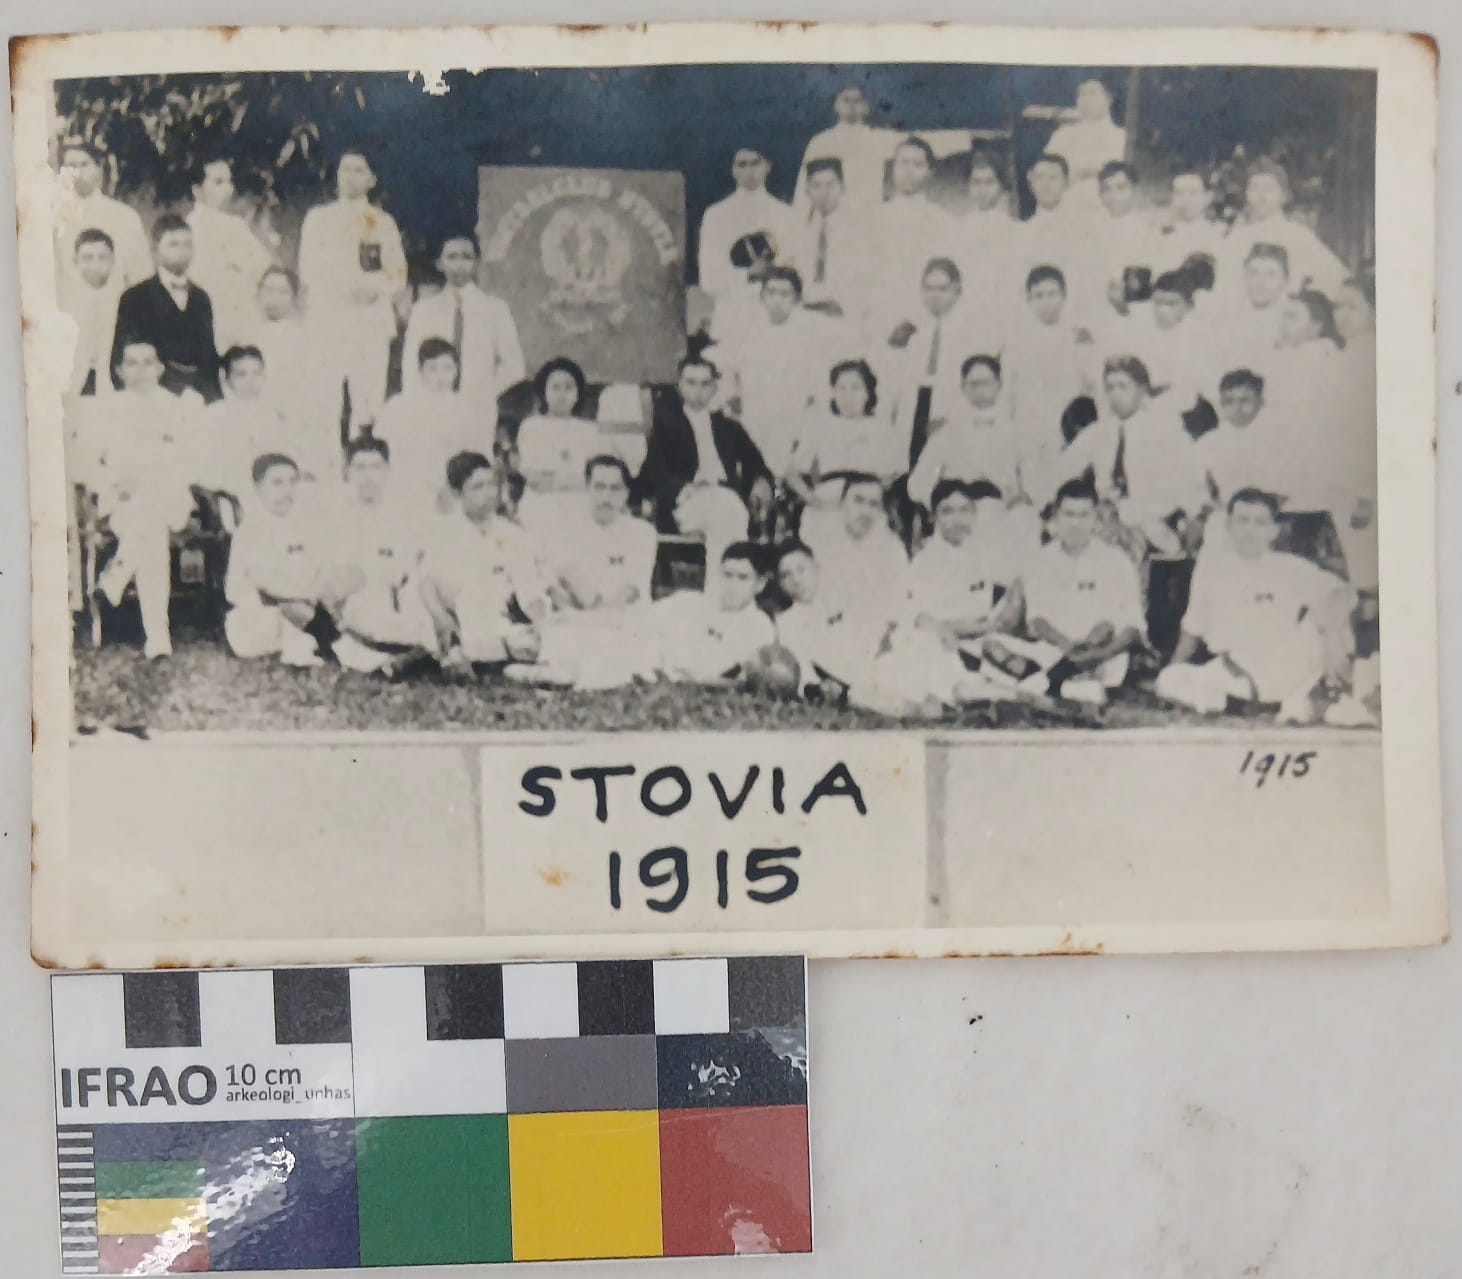 STOVIA
1915
1915
IFRAO
10 cm
arkeologi_unhas